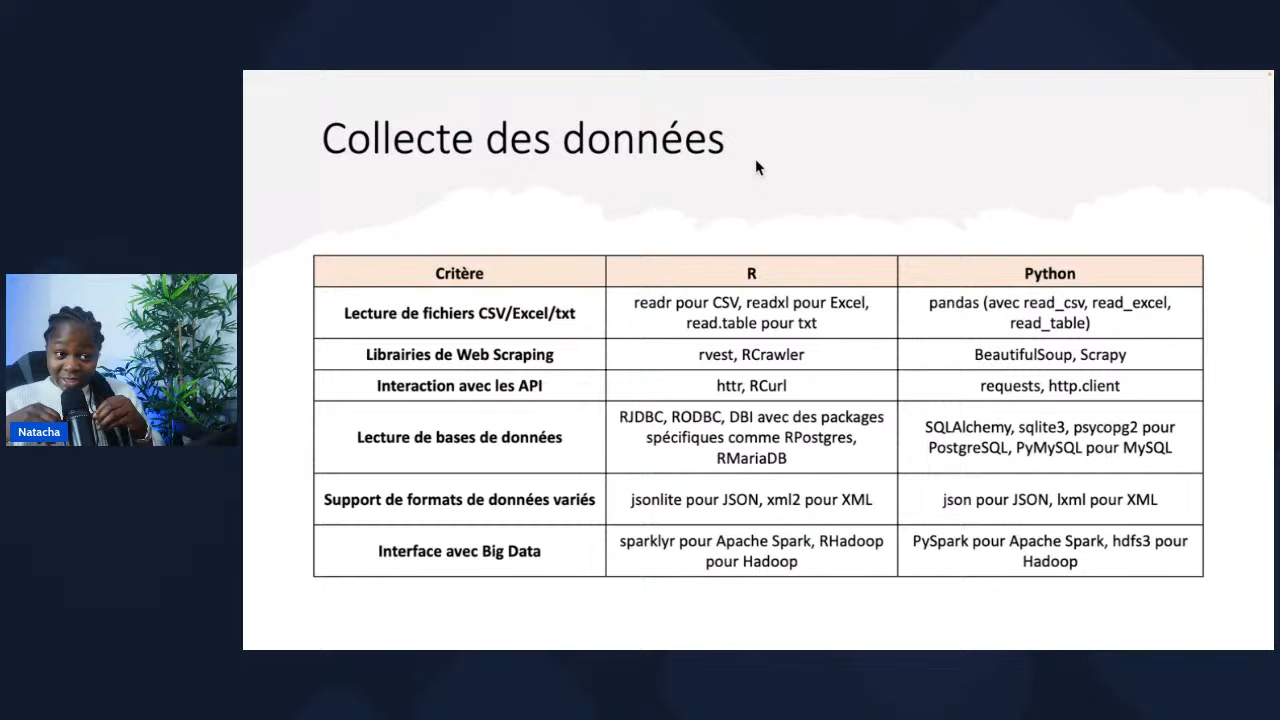 Collecte des données
Critère
R
Python
Lecture de fichiers CSV/Excel/txt
readr pour CSV, readxl pour Excel,
read.table pour txt
pandas (avec read_csv, read_excel,
read_table)
Librairies de Web Scraping
rvest, RCrawler
BeautifulSoup, Scrapy
Interaction avec les API
httr, RCurl
requests, http.client
Lecture de bases de données
RJDBC, RODBC, DBI avec des packages
spécifiques comme RPostgres,
RMariaDB
SQLAlchemy, sqlite3, psycopg2 pour
PostgreSQL, PyMySQL pour MySQL
Support de formats de données variés
jsonlite pour JSON, xml2 pour XML
json pour JSON, lxml pour XML
Interface avec Big Data
sparklyr pour Apache Spark, RHadoop
pour Hadoop
PySpark pour Apache Spark, hdfs3 pour
Hadoop
Natacha